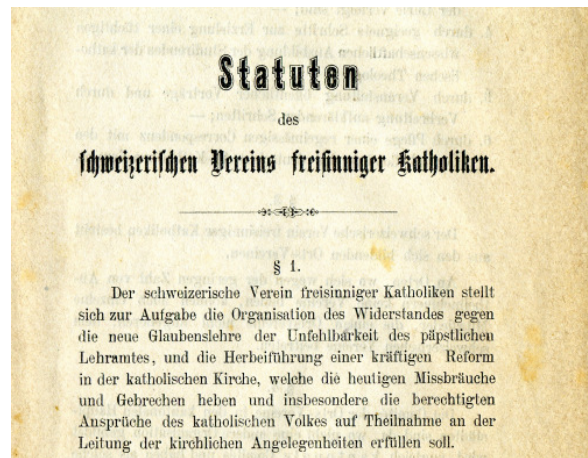 Statuten
des
schweizerischen Vereins freisinniger Katholiken.
§ 1.
Der schweizerische Verein freisinniger Katholiken stellt
sich zur Aufgabe die Organisation des Widerstandes gegen
die neue Glaubenslehre der Unfehlbarkeit des päpstlichen
Lehramtes, und die Herbeiführung einer kräftigen Reform
in der katholischen Kirche, welche die heutigen Missbräuche
und Gebrechen heben und insbesondere die berechtigten
Ansprüche des katholischen Volkes auf Theilnahme an der
Leitung der kirchlichen Angelegenheiten erfüllen soll.